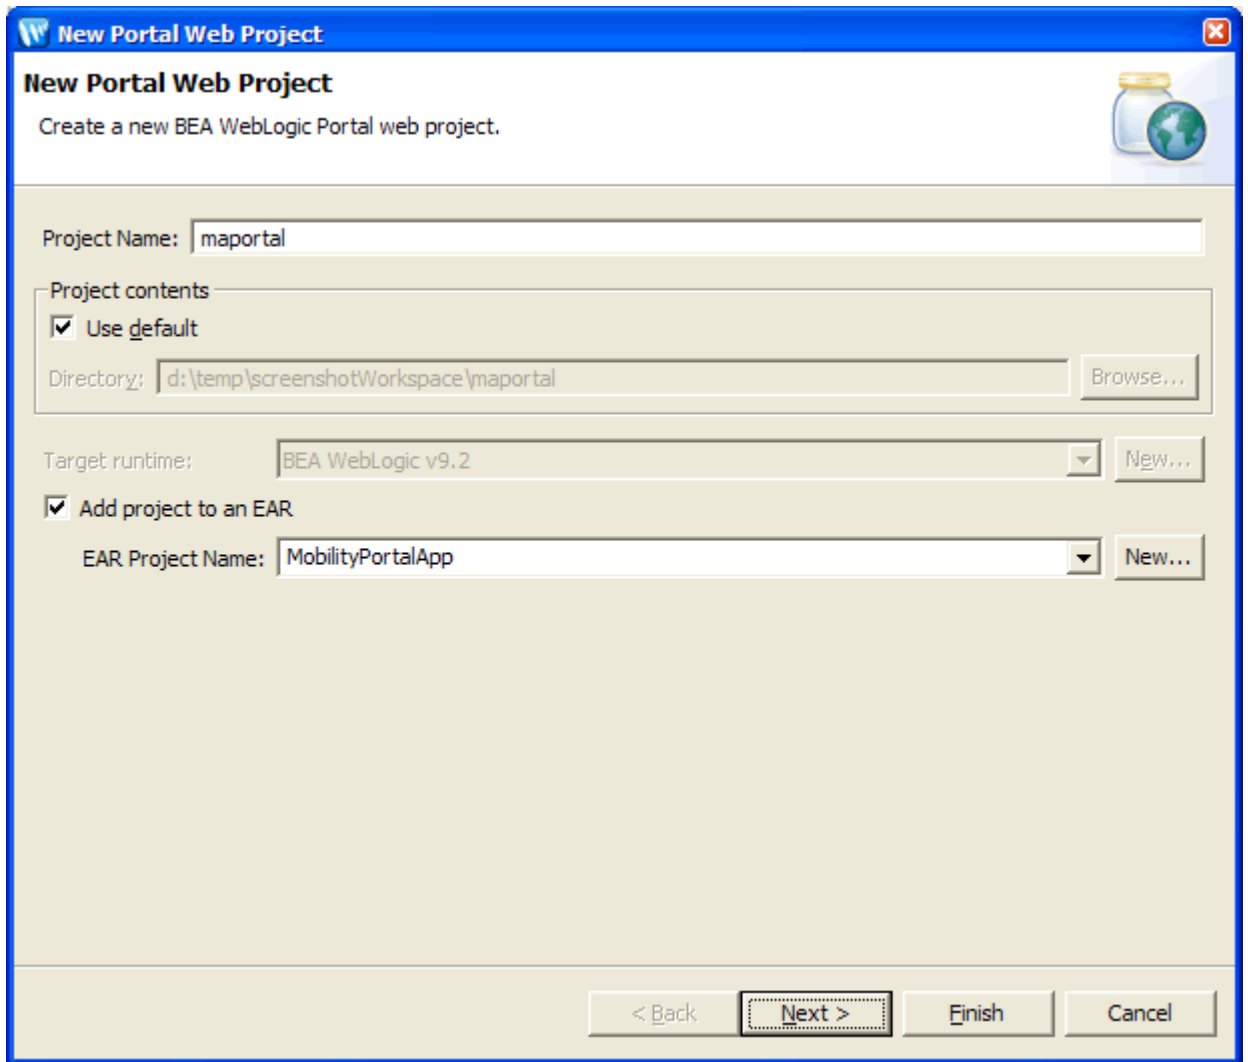 New Portal Web Project
New Portal Web Project
Create a new BEA WebLogic Portal web project.
Project Name: maportal
Project contents
Use default
Directory: d:\temp\screenshotWorkspace\maportal Browse...
Target runtime: BEA WebLogic v9.2 New...
Add project to an EAR
EAR Project Name: MobilityPortalApp New...
< Back Next > Finish Cancel